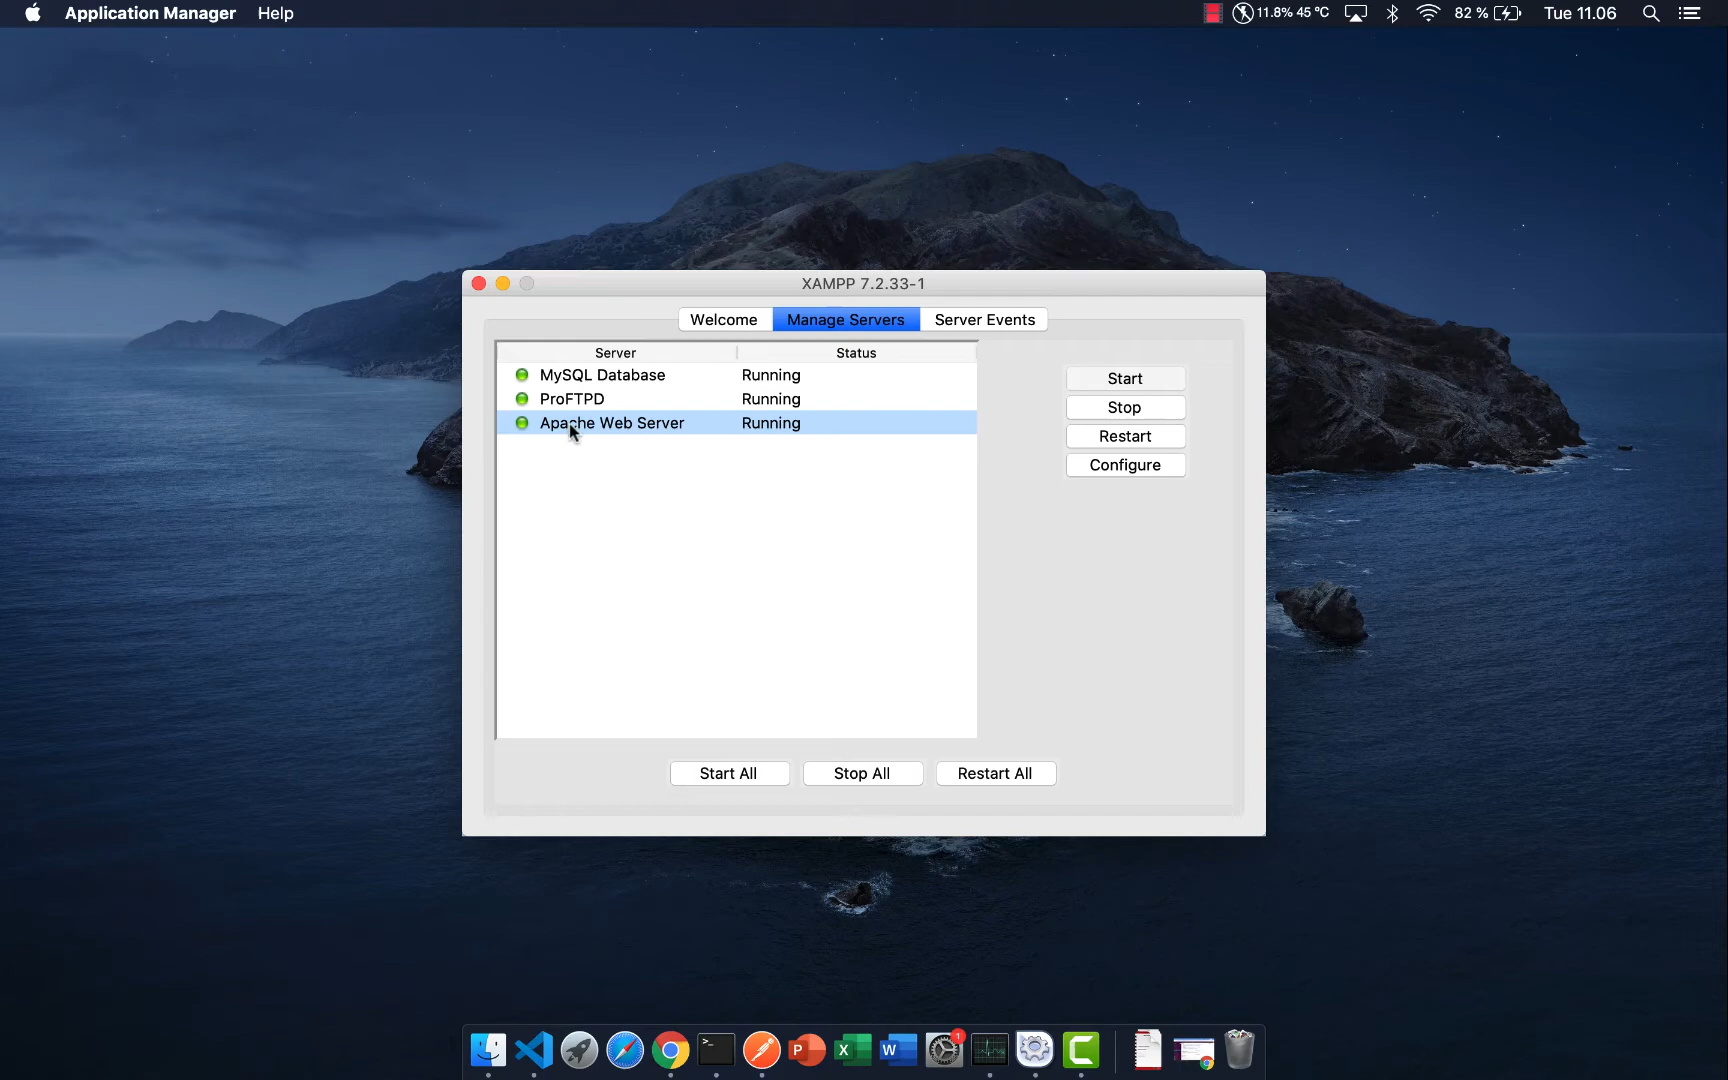 Application Manager Help 11.8% 45 °C 82 % Tue 11.06
XAMPP 7.2.33-1
Welcome Manage Servers Server Events
Server Status
MySQL Database Running
ProFTPD Running
Apache Web Server Running
Start
Stop
Restart
Configure
Start All Stop All Restart All
>_ P X W 1 C